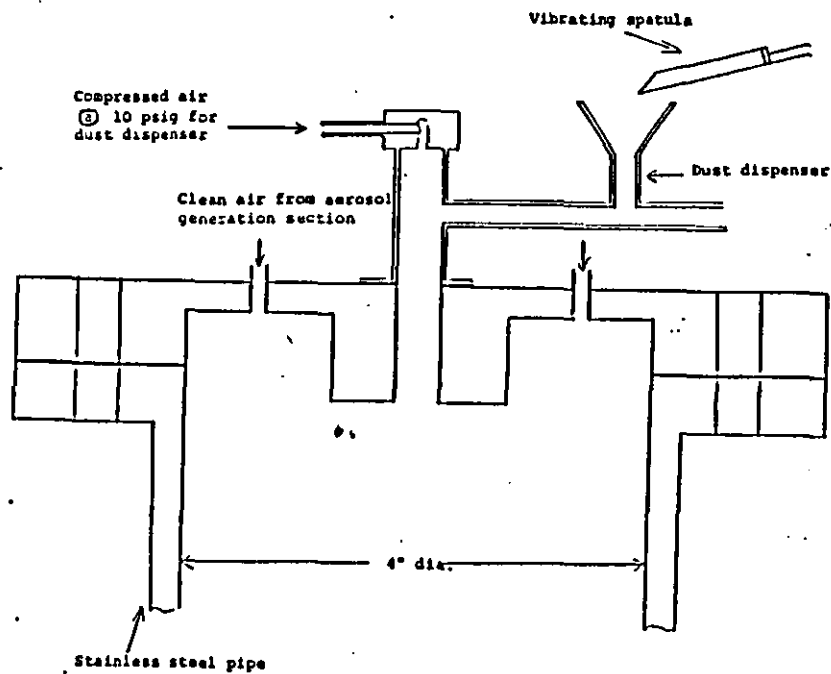 Vibrating spatula
Compressed air
@ 10 psig for
dust dispenser
Dust dispenser
Clean air from aerosol
generation section
4" dia.
Stainless steel pipe